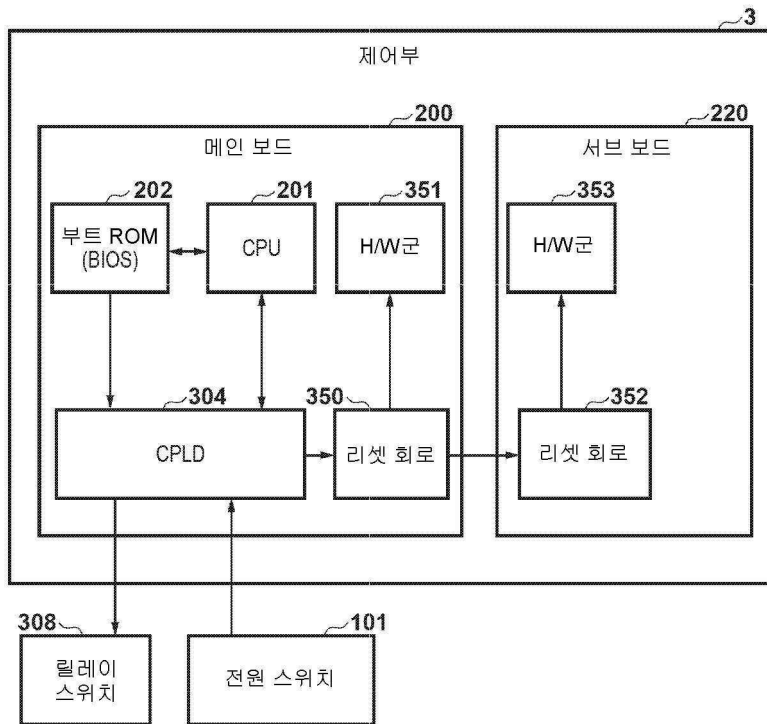 3
제어부
200
메인 보드
220
서브 보드
202
부트 ROM
(BIOS)
201
CPU
351
H/W군
353
H/W군
304
CPLD
350
리셋 회로
352
리셋 회로
308
릴레이
스위치
101
전원 스위치